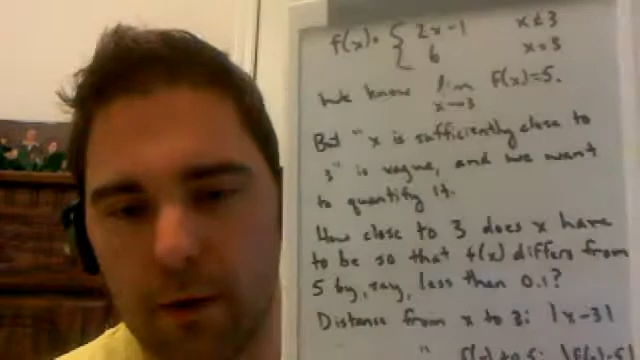 f(x) = { 2x-1 x≠3
6 x=3
We know lim f(x)=5.
x→3
But "x is sufficiently close to
3" is vague, and we want
to quantify it.
How close to 3 does x have
to be so that f(x) differs from
5 by, say, less than 0.1?
Distance from x to 3: |x-3|
" f(x) to 5: |f(x)-5|